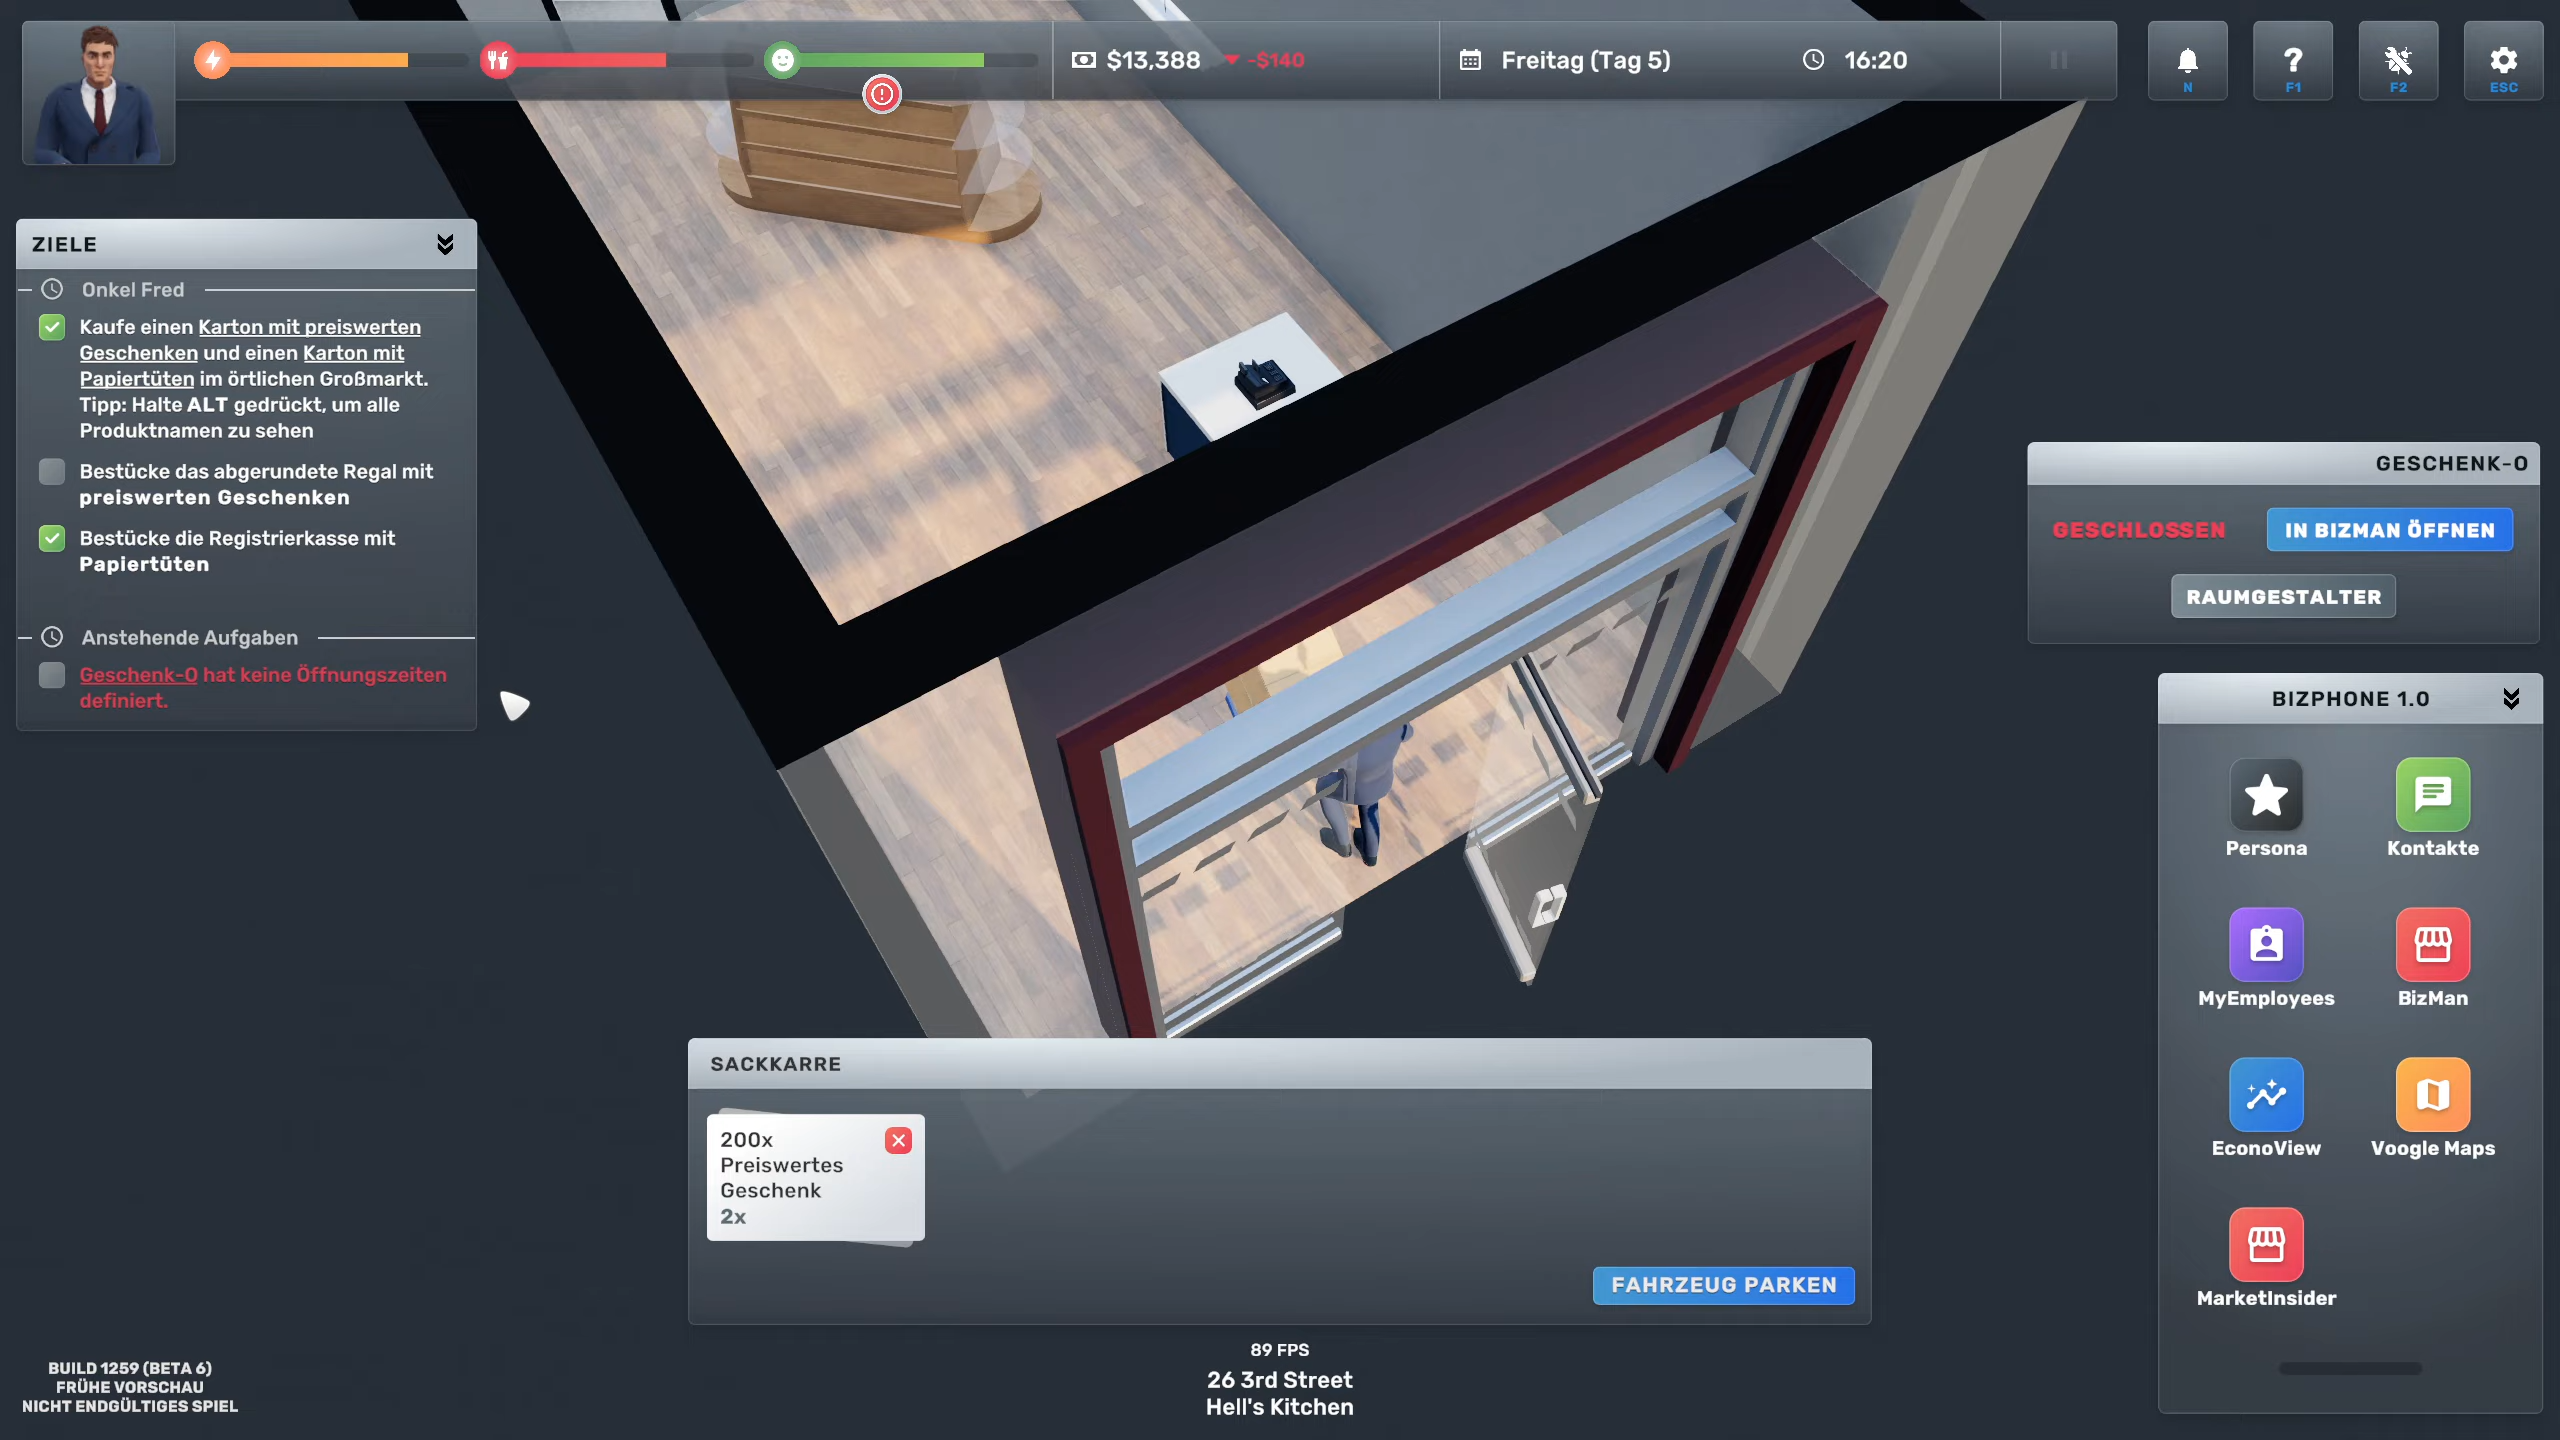 $13,388
-$140
Freitag (Tag 5)
16:20
N
F1
F2
ESC
ZIELE
Onkel Fred
Kaufe einen Karton mit preiswerten
Geschenken und einen Karton mit
Papiertüten im örtlichen Großmarkt.
Tipp: Halte ALT gedrückt, um alle
Produktnamen zu sehen
Bestücke das abgerundete Regal mit
preiswerten Geschenken
Bestücke die Registrierkasse mit
Papiertüten
Anstehende Aufgaben
Geschenk-O hat keine Öffnungszeiten
definiert.
GESCHENK-O
GESCHLOSSEN
IN BIZMAN ÖFFNEN
RAUMGESTALTER
BIZPHONE 1.0
Persona
Kontakte
MyEmployees
BizMan
EconoView
Voogle Maps
MarketInsider
SACKKARRE
200x
Preiswertes
Geschenk
2x
FAHRZEUG PARKEN
89 FPS
26 3rd Street
Hell's Kitchen
BUILD 1259 (BETA 6)
FRÜHE VORSCHAU
NICHT ENDGÜLTIGES SPIEL